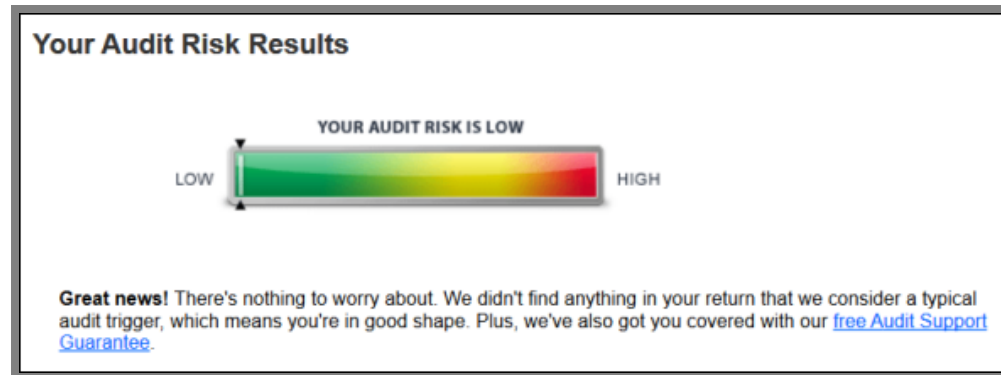 Your Audit Risk Results
YOUR AUDIT RISK IS LOW
LOW
HIGH
Great news! There's nothing to worry about. We didn't find anything in your return that we consider a typical
audit trigger, which means you're in good shape. Plus, we've also got you covered with our free Audit Support
Guarantee.